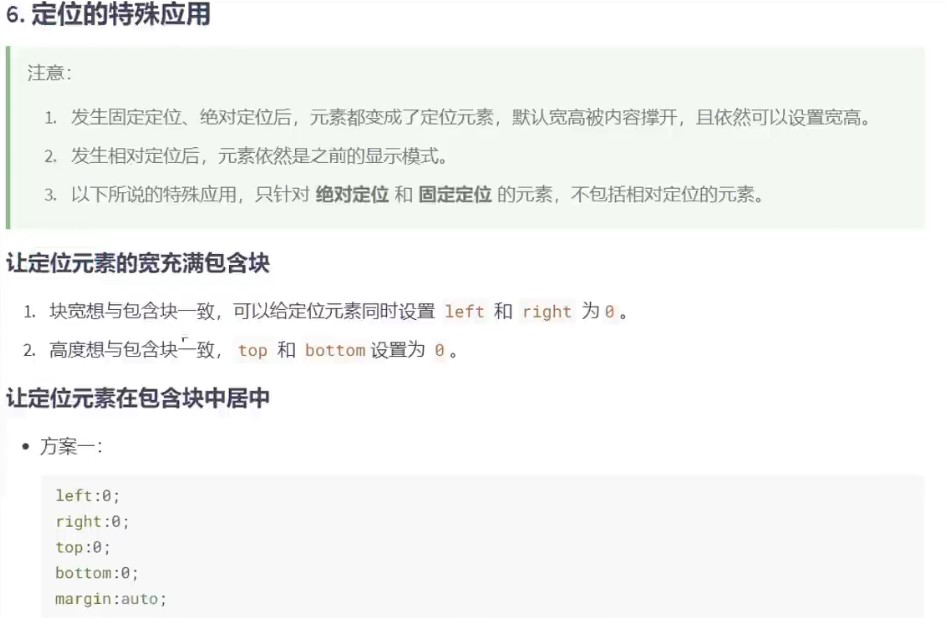 6. 定位的特殊应用
注意：
1. 发生固定定位、绝对定位后，元素都变成了定位元素，默认宽高被内容撑开，且依然可以设置宽高。
2. 发生相对定位后，元素依然是之前的显示模式。
3. 以下所说的特殊应用，只针对 绝对定位 和 固定定位 的元素，不包括相对定位的元素。
让定位元素的宽充满包含块
1. 块宽想与包含块一致，可以给定位元素同时设置 left 和 right 为 0 。
2. 高度想与包含块一致， top 和 bottom 设置为 0 。
让定位元素在包含块中居中
• 方案一：
left:0;
right:0;
top:0;
bottom:0;
margin:auto;